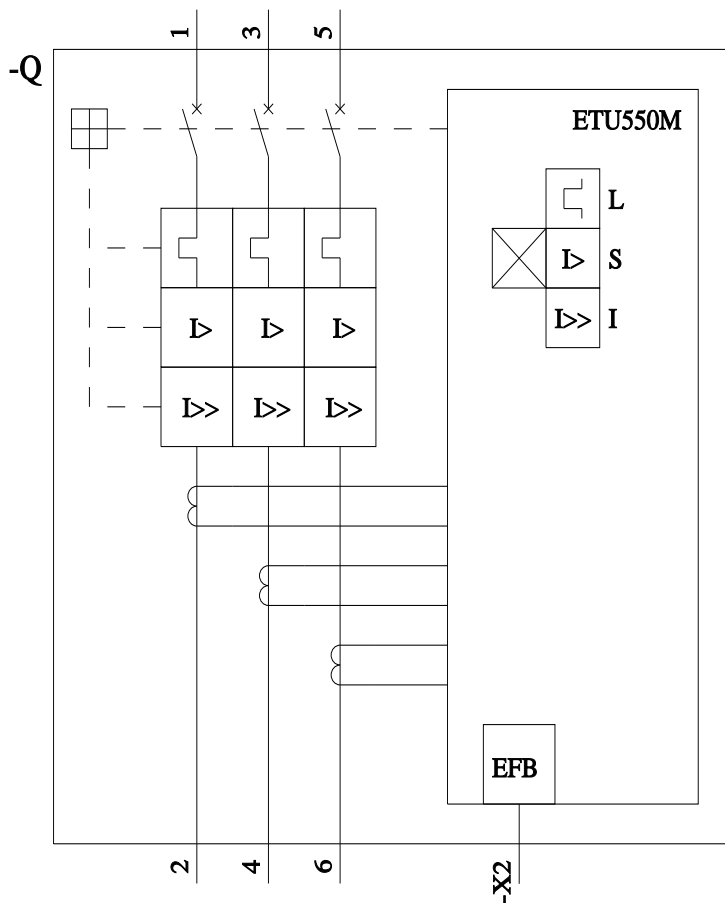 1 3 5
-Q
ETU550M
L
I> S
I>> I
I> I> I>
I>> I>> I>>
EFB
2 4 6 -X2